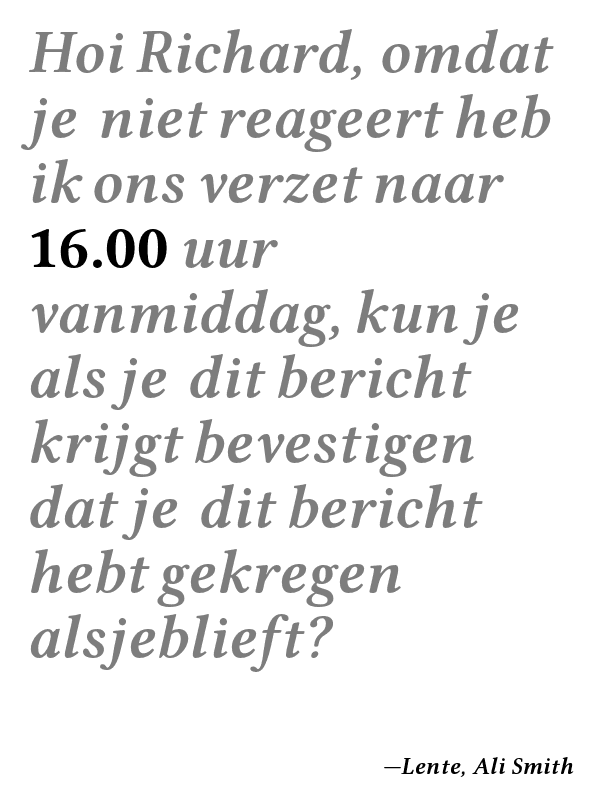 Hoi Richard, omdat
je niet reageert heb
ik ons verzet naar
16.00 uur
vanmiddag, kun je
als je dit bericht
krijgt bevestigen
dat je dit bericht
hebt gekregen
alsjeblieft?
—Lente, Ali Smith